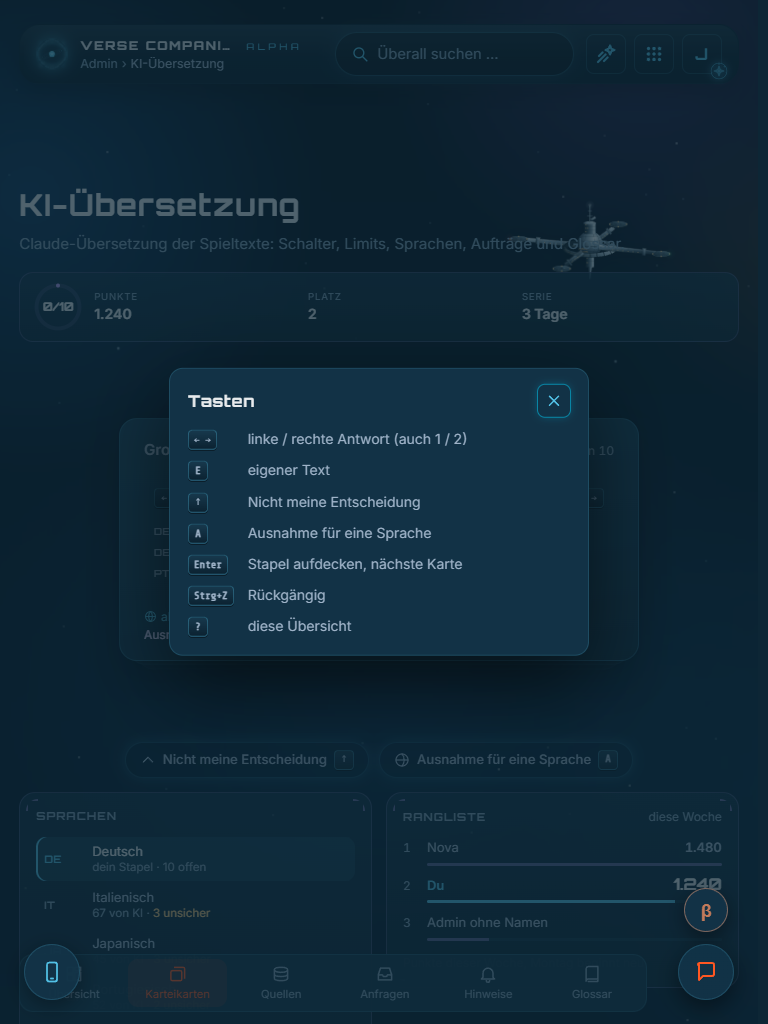 VERSE COMPANI… ALPHA
Admin › KI-Übersetzung
Überall suchen …
KI-Übersetzung
Claude-Übersetzung der Spieltexte: Schalter, Limits, Sprachen, Aufträge und Glossar
0/10
PUNKTE
1.240
PLATZ
2
SERIE
3 Tage
Tasten
← → linke / rechte Antwort (auch 1 / 2)
E eigener Text
↑ Nicht meine Entscheidung
A Ausnahme für eine Sprache
Enter Stapel aufdecken, nächste Karte
Strg+Z Rückgängig
? diese Übersicht
Nicht meine Entscheidung ↑
Ausnahme für eine Sprache A
SPRACHEN
DE Deutsch
dein Stapel · 10 offen
IT Italienisch
67 von KI · 3 unsicher
Japanisch
RANGLISTE diese Woche
1 Nova 1.480
2 Du 1.240
3 Admin ohne Namen
β
Karteikarten
Quellen
Anfragen
Hinweise
Glossar